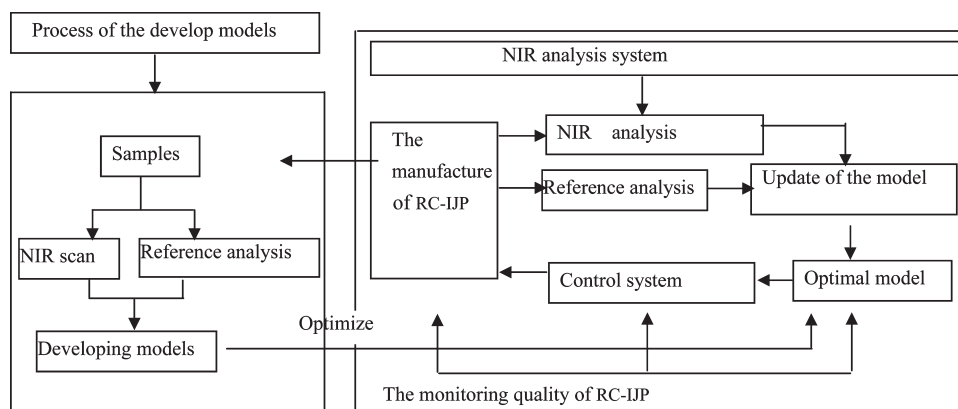 Process of the develop models
Samples
NIR scan
Reference analysis
Developing models
NIR analysis system
The
manufacture
of RC-IJP
NIR analysis
Reference analysis
Update of the model
Control system
Optimal model
Optimize
The monitoring quality of RC-IJP